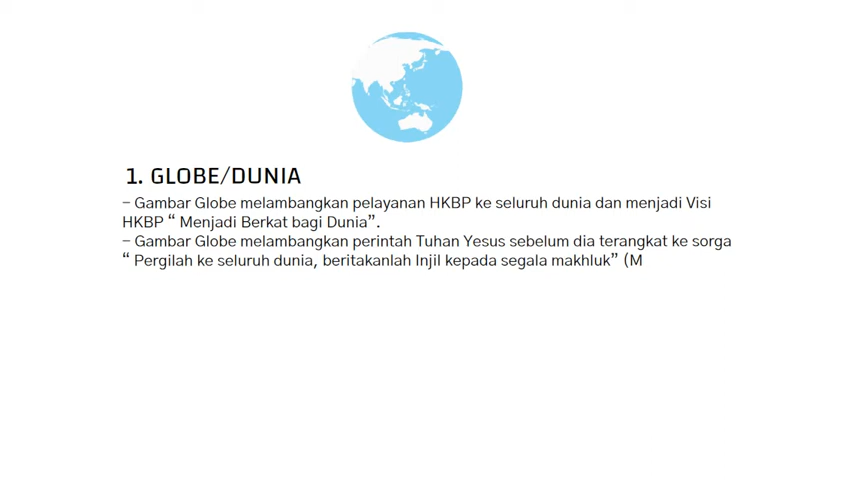 1. GLOBE/DUNIA
- Gambar Globe melambangkan pelayanan HKBP ke seluruh dunia dan menjadi Visi
HKBP “ Menjadi Berkat bagi Dunia”.
- Gambar Globe melambangkan perintah Tuhan Yesus sebelum dia terangkat ke sorga
“ Pergilah ke seluruh dunia, beritakanlah Injil kepada segala makhluk” (M